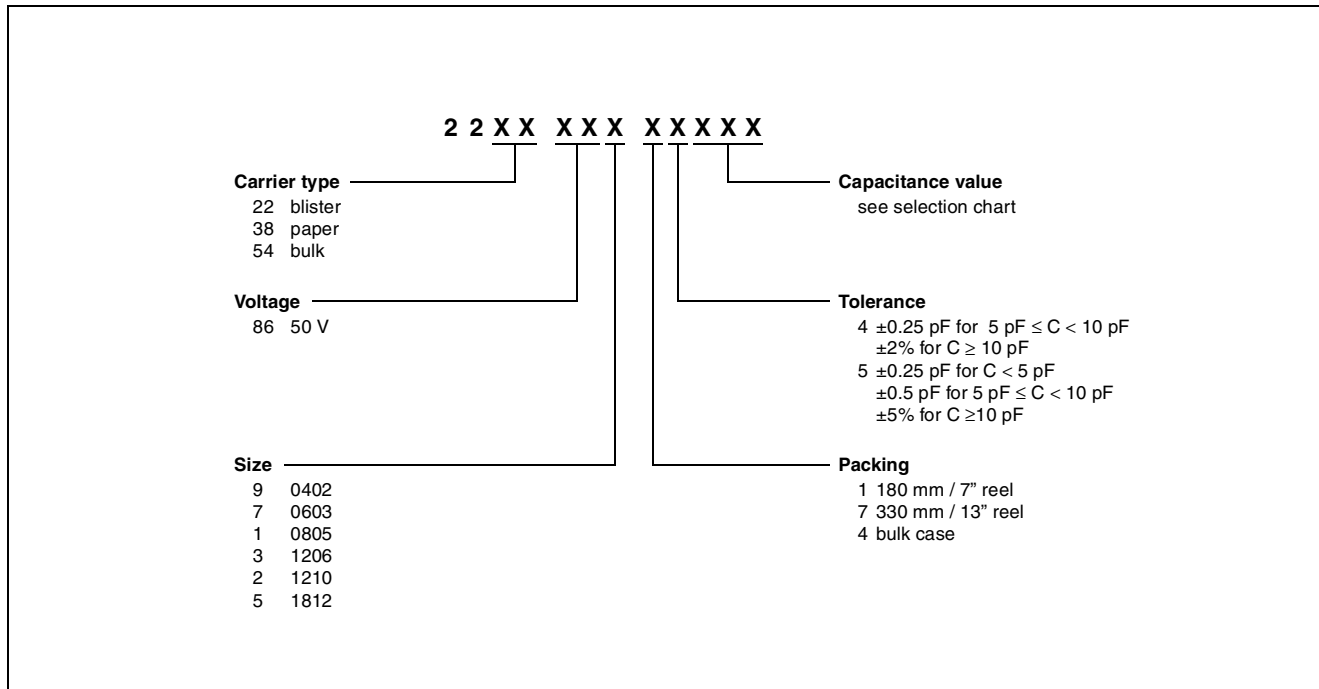 2 2 X X X X X X X X X X
Carrier type
22 blister
38 paper
54 bulk
Voltage
86 50 V
Size
9 0402
7 0603
1 0805
3 1206
2 1210
5 1812
Capacitance value
see selection chart
Tolerance
4 ±0.25 pF for 5 pF ≤ C < 10 pF
±2% for C ≥ 10 pF
5 ±0.25 pF for C < 5 pF
±0.5 pF for 5 pF ≤ C < 10 pF
±5% for C ≥10 pF
Packing
1 180 mm / 7” reel
7 330 mm / 13” reel
4 bulk case